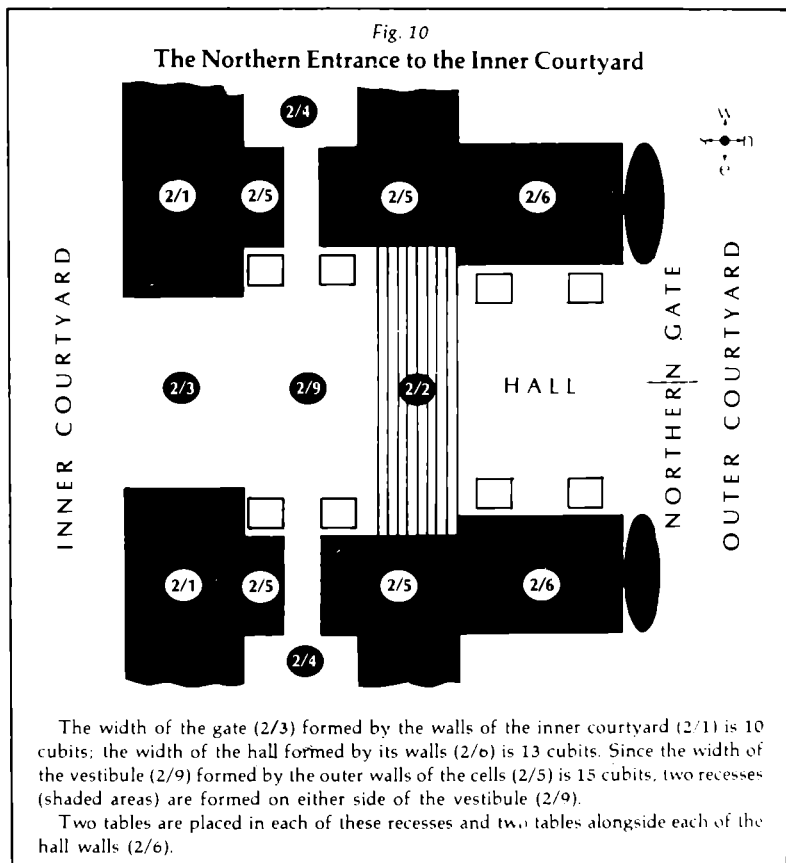 Fig. 10
The Northern Entrance to the Inner Courtyard
2/4
w
n
e
2/1
2/5
2/5
2/6
INNER COURTYARD
2/3
2/9
2/2
HALL
NORTHERN GATE
OUTER COURTYARD
2/1
2/5
2/5
2/6
2/4
The width of the gate (2/3) formed by the walls of the inner courtyard (2/1) is 10
cubits; the width of the hall formed by its walls (2/6) is 13 cubits. Since the width of
the vestibule (2/9) formed by the outer walls of the cells (2/5) is 15 cubits, two recesses
(shaded areas) are formed on either side of the vestibule (2/9).
Two tables are placed in each of these recesses and two tables alongside each of the
hall walls (2/6).